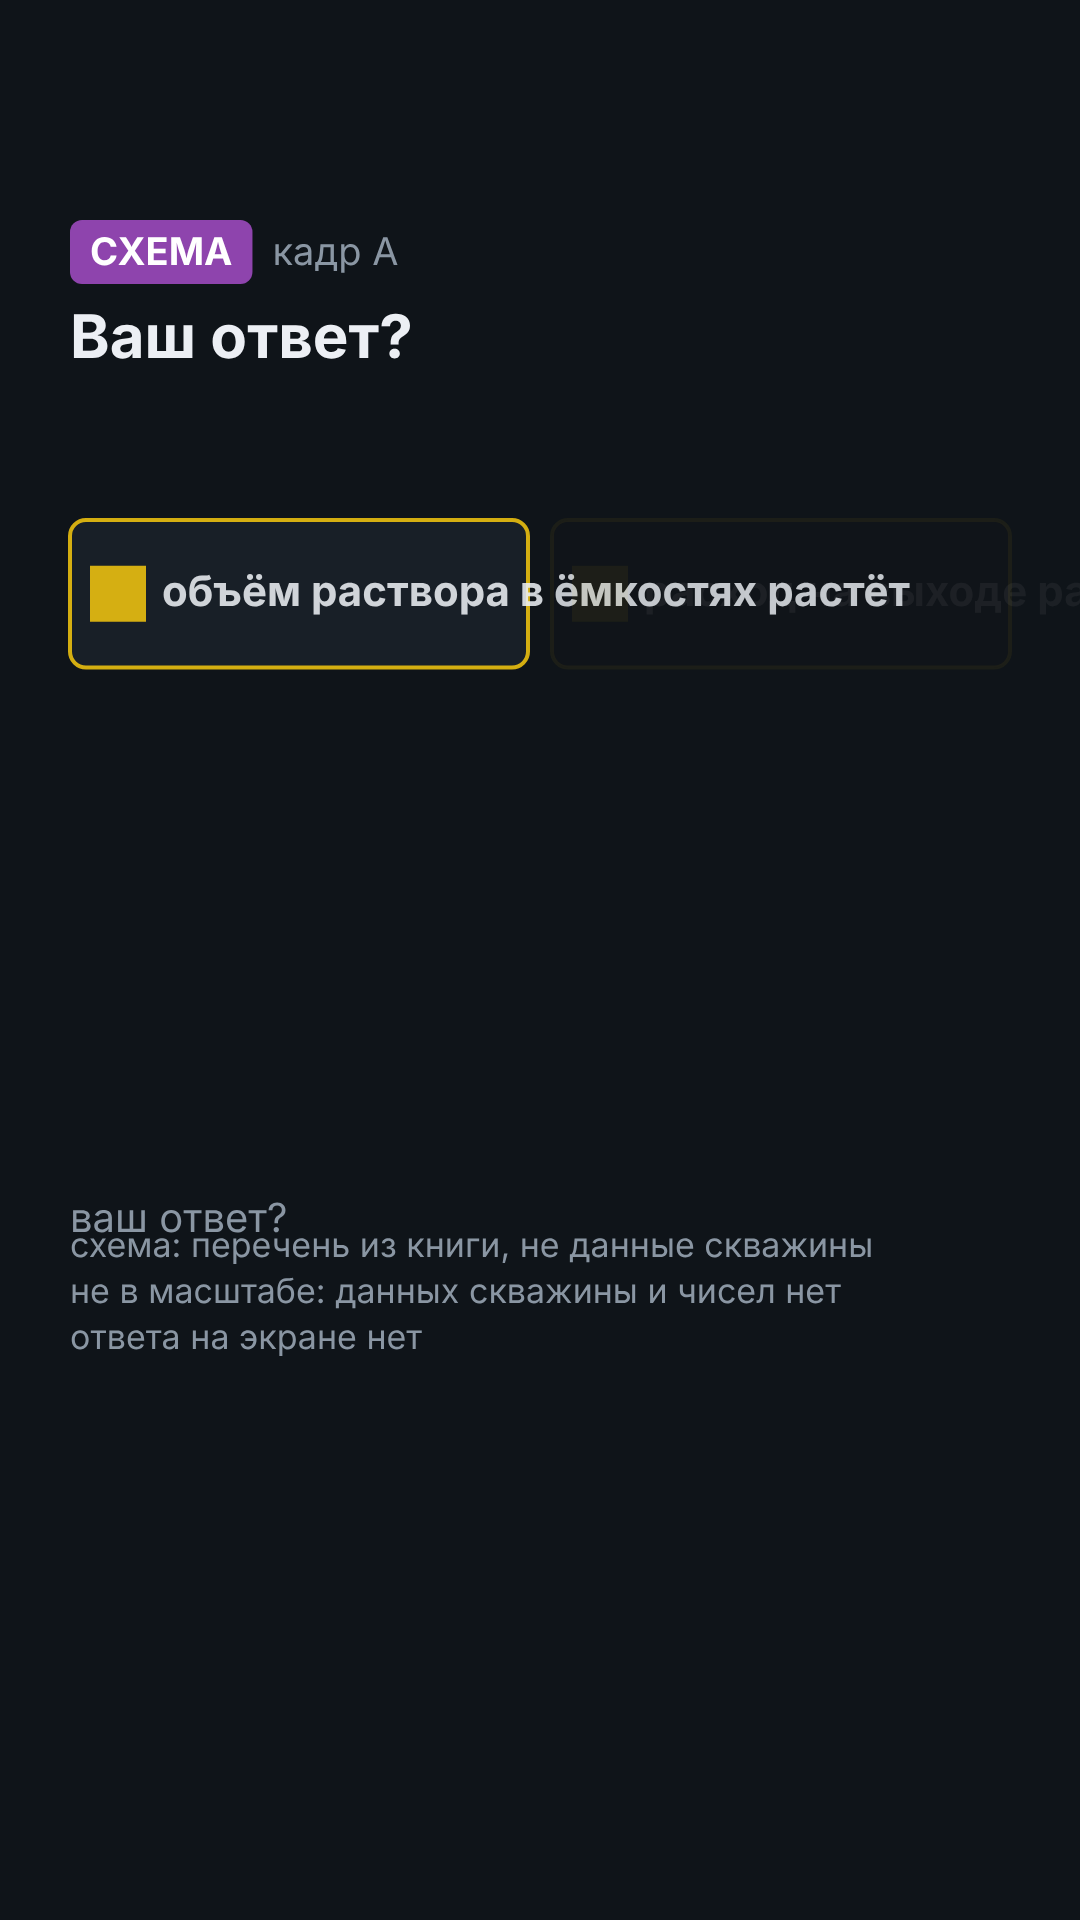 СХЕМА кадр А
Ваш ответ?
объём раствора в ёмкостях растёт
ваш ответ?
схема: перечень из книги, не данные скважины
не в масштабе: данных скважины и чисел нет
ответа на экране нет